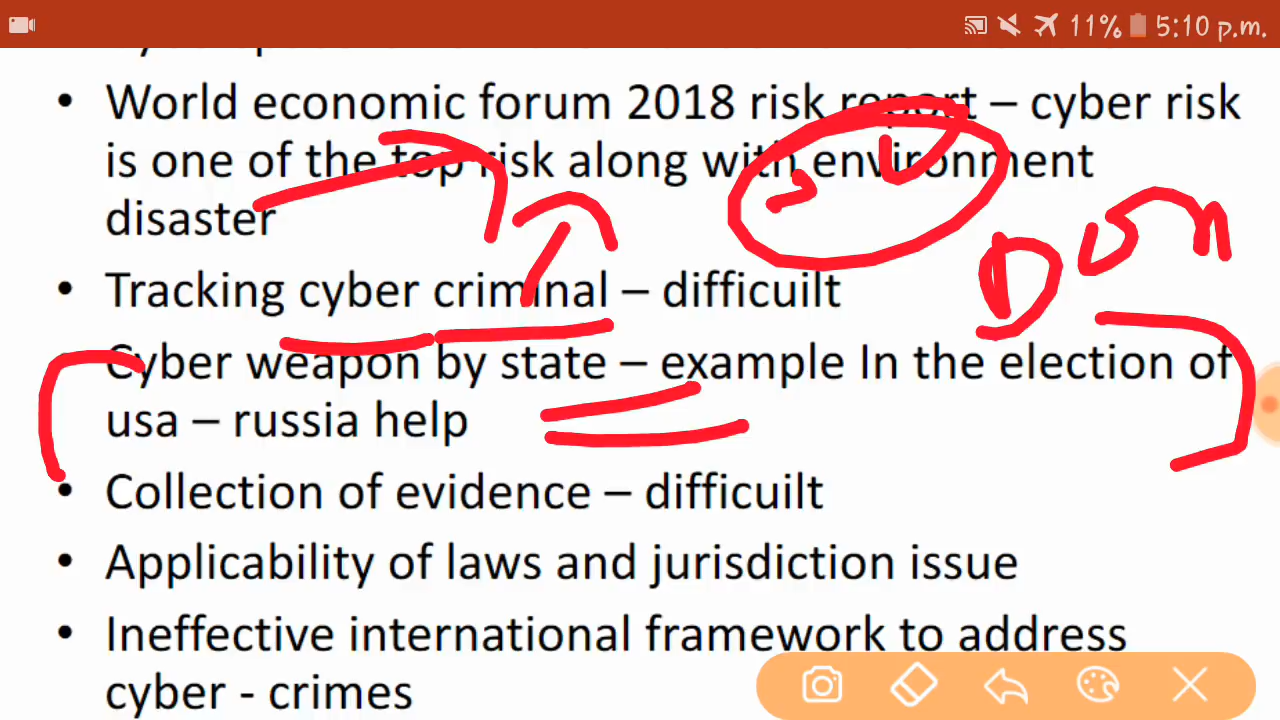 11% 5:10 p.m.
• World economic forum 2018 risk report – cyber risk
is one of the top risk along with environment
disaster
• Tracking cyber criminal – difficuilt
Cyber weapon by state – example In the election of
usa – russia help
• Collection of evidence – difficuilt
• Applicability of laws and jurisdiction issue
• Ineffective international framework to address
cyber - crimes